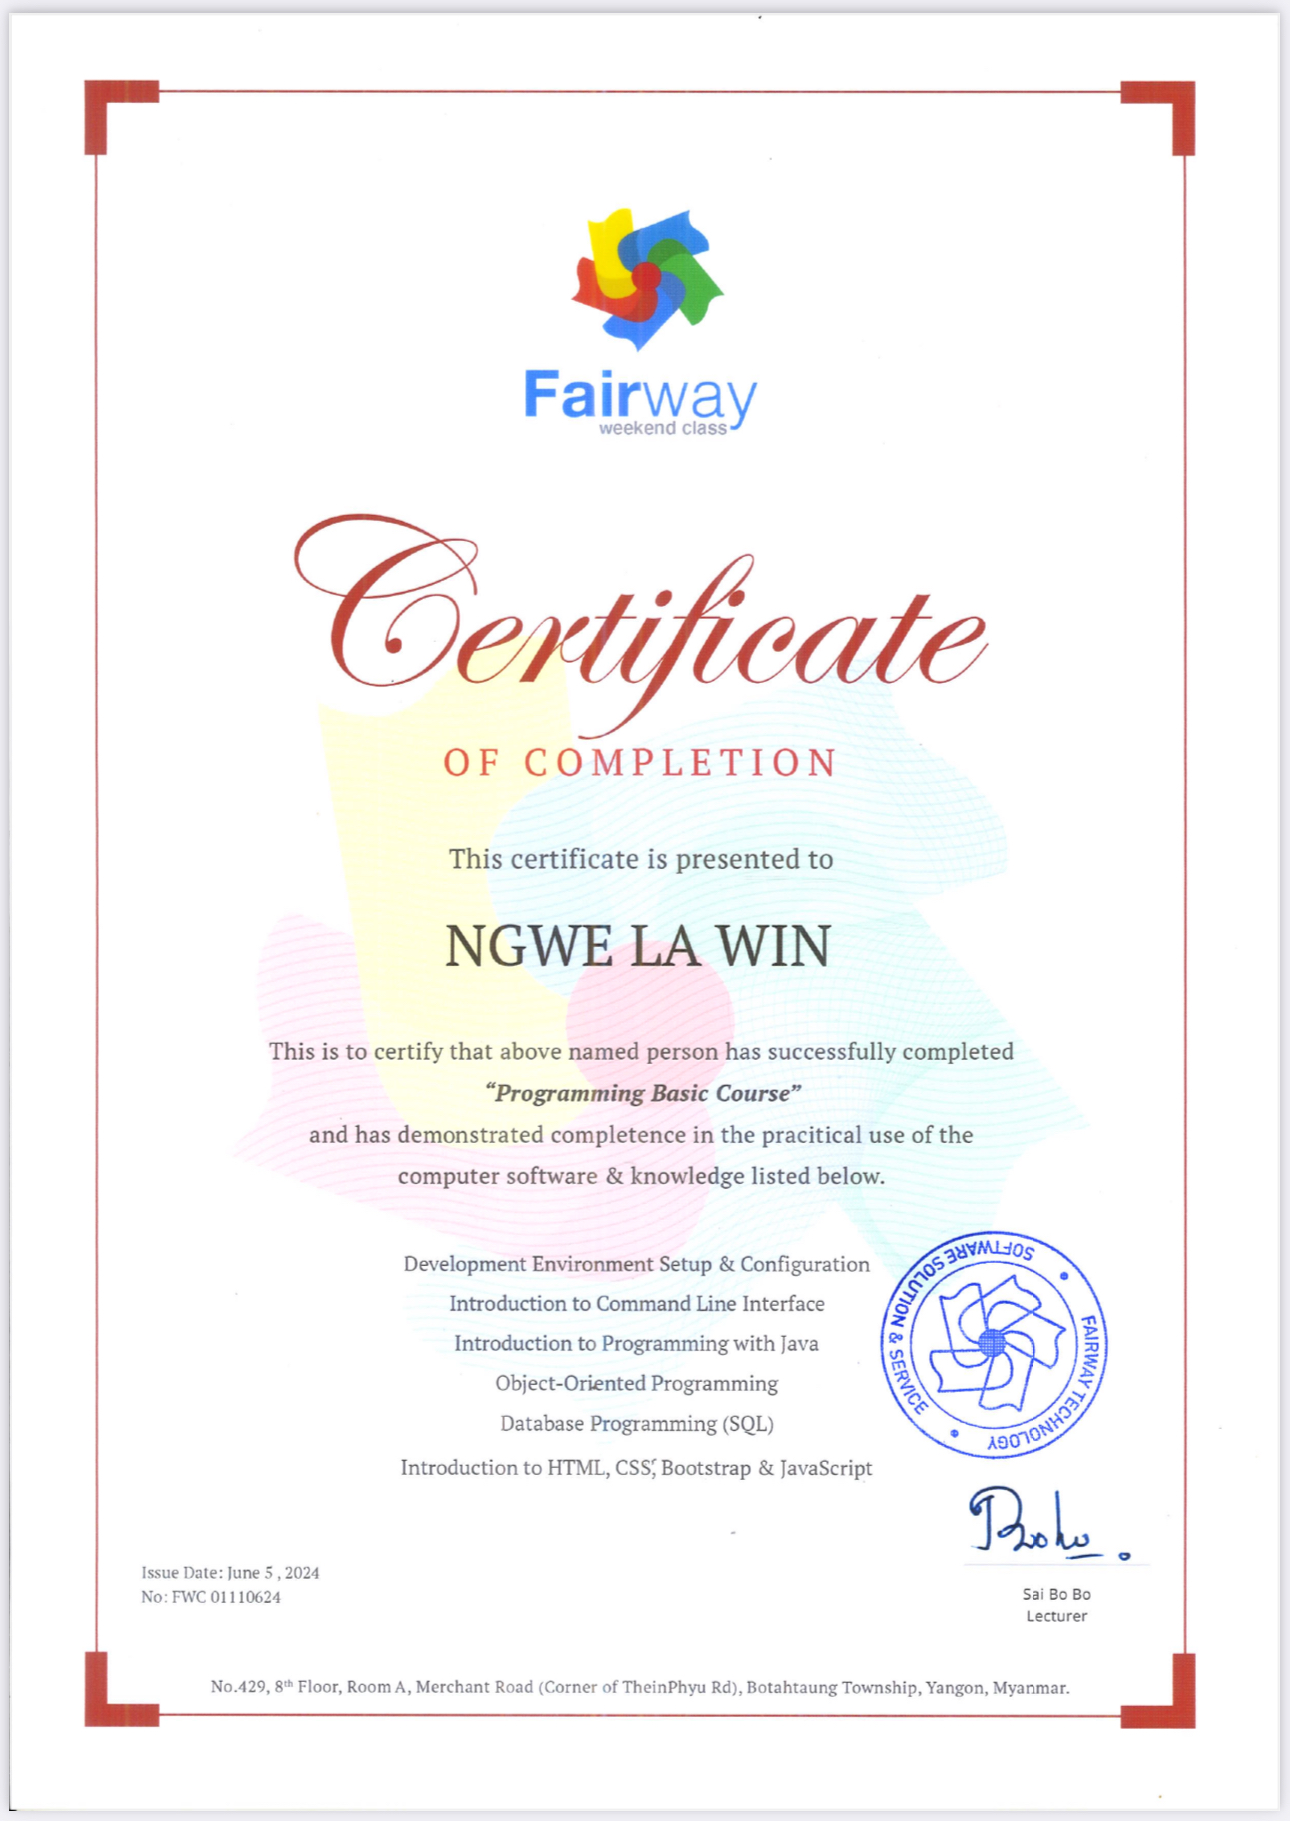 Fairway
weekend class
Certificate
OF COMPLETION
This certificate is presented to
NGWE LA WIN
This is to certify that above named person has successfully completed
“Programming Basic Course”
and has demonstrated completence in the pracitical use of the
computer software & knowledge listed below.
Development Environment Setup & Configuration
Introduction to Command Line Interface
Introduction to Programming with Java
Object-Oriented Programming
Database Programming (SQL)
Introduction to HTML, CSS, Bootstrap & JavaScript
SOFTWARE SOLUTION & SERVICE
FAIRWAY TECHNOLOGY
Issue Date: June 5 , 2024
No: FWC 01110624
Sai Bo Bo
Lecturer
No.429, 8th Floor, Room A, Merchant Road (Corner of TheinPhyu Rd), Botahtaung Township, Yangon, Myanmar.